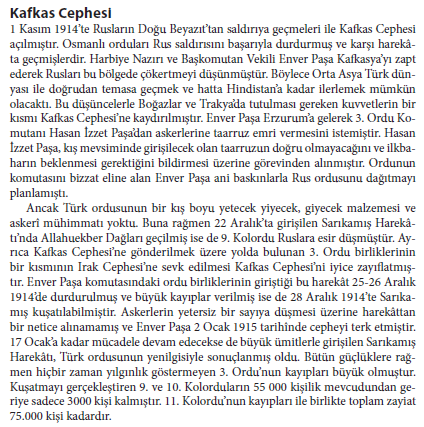 Kafkas Cephesi
1 Kasım 1914'te Rusların Doğu Beyazıt'tan saldırıya geçmeleri ile Kafkas Cephesi
açılmıştır. Osmanlı orduları Rus saldırısını başarıyla durdurmuş ve karşı harekâ-
ta geçmişlerdir. Harbiye Nazırı ve Başkomutan Vekili Enver Paşa Kafkasya'yı zapt
ederek Rusları bu bölgede çökertmeyi düşünmüştür. Böylece Orta Asya Türk dün-
yası ile doğrudan temasa geçmek ve hatta Hindistan'a kadar ilerlemek mümkün
olacaktı. Bu düşüncelerle Boğazlar ve Trakya'da tutulması gereken kuvvetlerin bir
kısmı Kafkas Cephesi'ne kaydırılmıştır. Enver Paşa Erzurum'a gelerek 3. Ordu Ko-
mutanı Hasan İzzet Paşa'dan askerlerine taarruz emri vermesini istemiştir. Hasan
İzzet Paşa, kış mevsiminde girişilecek olan taarruzun doğru olmayacağını ve ilkba-
harın beklenmesi gerektiğini bildirmesi üzerine görevinden alınmıştır. Ordunun
komutasını bizzat eline alan Enver Paşa ani baskınlarla Rus ordusunu dağıtmayı
planlamıştı.
Ancak Türk ordusunun bir kış boyu yetecek yiyecek, giyecek malzemesi ve
askerî mühimmatı yoktu. Buna rağmen 22 Aralık'ta girişilen Sarıkamış Harekâ-
tı'nda Allahuekber Dağları geçilmiş ise de 9. Kolordu Ruslara esir düşmüştür. Ay-
rıca Kafkas Cephesi'ne gönderilmek üzere yolda bulunan 3. Ordu birliklerinin
bir kısmının Irak Cephesi'ne sevk edilmesi Kafkas Cephesi'ni iyice zayıflatmış-
tır. Enver Paşa komutasındaki ordu birliklerinin giriştiği bu harekât 25-26 Aralık
1914'de durdurulmuş ve büyük kayıplar verilmiş ise de 28 Aralık 1914'te Sarıka-
mış kuşatılabilmiştir. Askerlerin yetersiz bir sayıya düşmesi üzerine harekâttan
bir netice alınamamış ve Enver Paşa 2 Ocak 1915 tarihinde cepheyi terk etmiştir.
17 Ocak'a kadar mücadele devam edecekse de büyük ümitlerle girişilen Sarıkamış
Harekâtı, Türk ordusunun yenilgisiyle sonuçlanmış oldu. Bütün güçlüklere rağ-
men hiçbir zaman yılgınlık göstermeyen 3. Ordu'nun kayıpları büyük olmuştur.
Kuşatmayı gerçekleştiren 9. ve 10. Kolorduların 55 000 kişilik mevcudundan ge-
riye sadece 3000 kişi kalmıştır. 11. Kolordu'nun kayıpları ile birlikte toplam zayiat
75.000 kişi kadardır.